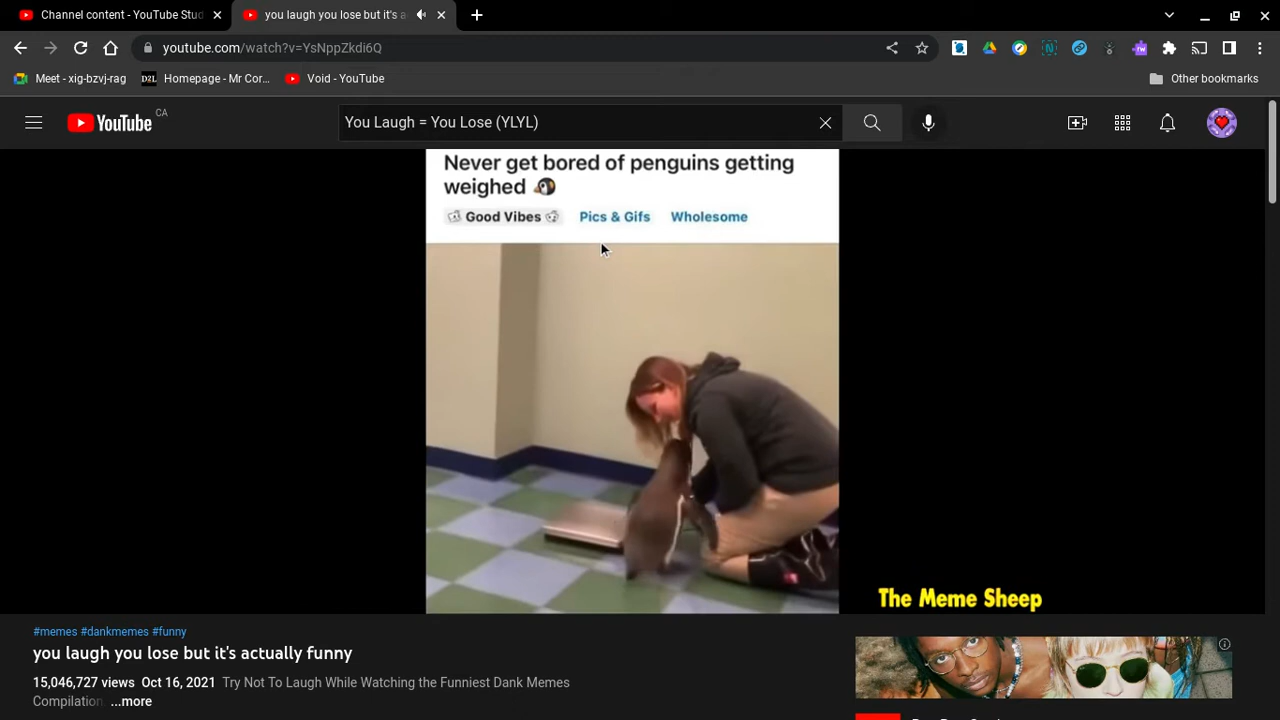 Channel content - YouTube Stud
you laugh you lose but it's a
youtube.com/watch?v=YsNppZkdi6Q
Meet - xig-bzvj-rag
Homepage - Mr Cor...
Void - YouTube
Other bookmarks
YouTube CA
You Laugh = You Lose (YLYL)
Never get bored of penguins getting
weighed 🐧
Good Vibes Pics & Gifs Wholesome
The Meme Sheep
#memes #dankmemes #funny
you laugh you lose but it's actually funny
15,046,727 views Oct 16, 2021 Try Not To Laugh While Watching the Funniest Dank Memes
Compilation ...more